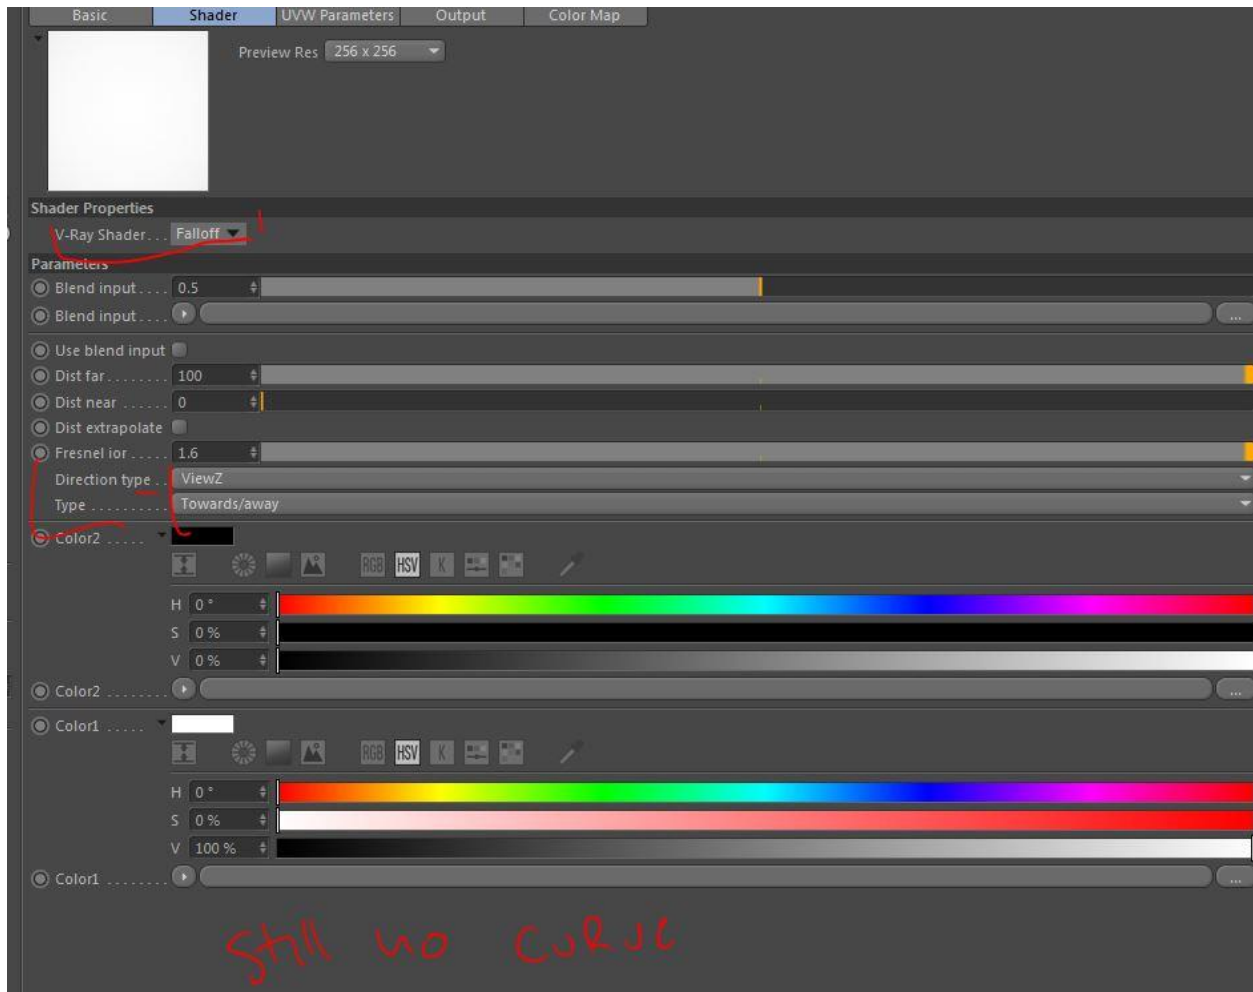 Basic Shader UVW Parameters Output Color Map
Preview Res 256 x 256
Shader Properties
V-Ray Shader... Falloff
Parameters
Blend input.... 0.5
Blend input.... ...
Use blend input
Dist far........ 100
Dist near ...... 0
Dist extrapolate
Fresnel ior ..... 1.6
Direction type .. ViewZ
Type .......... Towards/away
Color2 .....
RGB HSV K
H 0°
S 0%
V 0%
Color2 ........ ...
Color1 .....
RGB HSV K
H 0°
S 0%
V 100%
Color1 ........ ...
Still no CuRuE